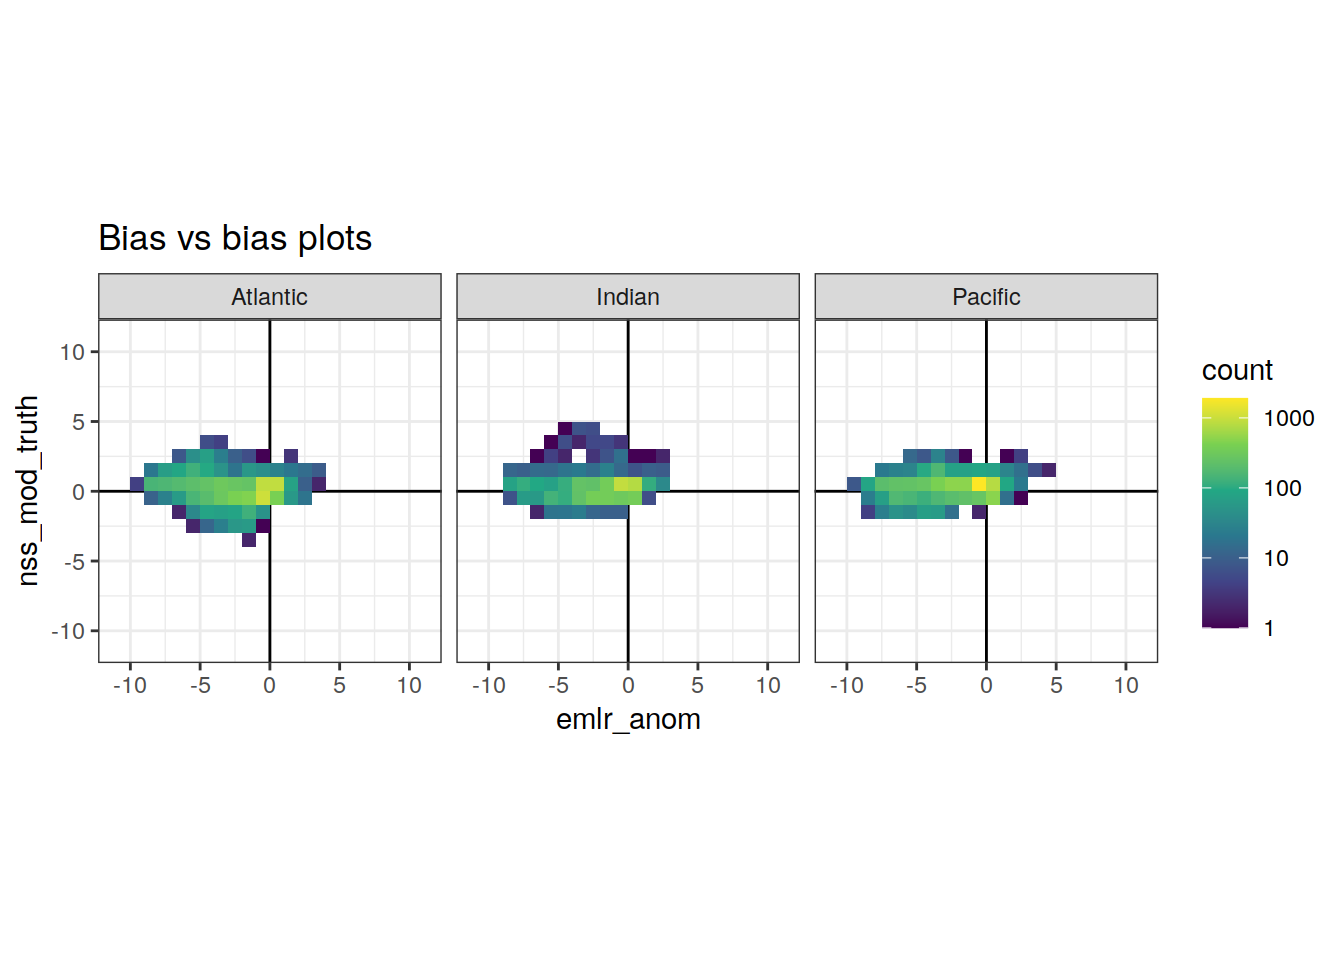 Bias vs bias plots
Atlantic
Indian
Pacific
nss_mod_truth
10
5
0
-5
-10
-10 -5 0 5 10
-10 -5 0 5 10
-10 -5 0 5 10
emlr_anom
count
1000
100
10
1